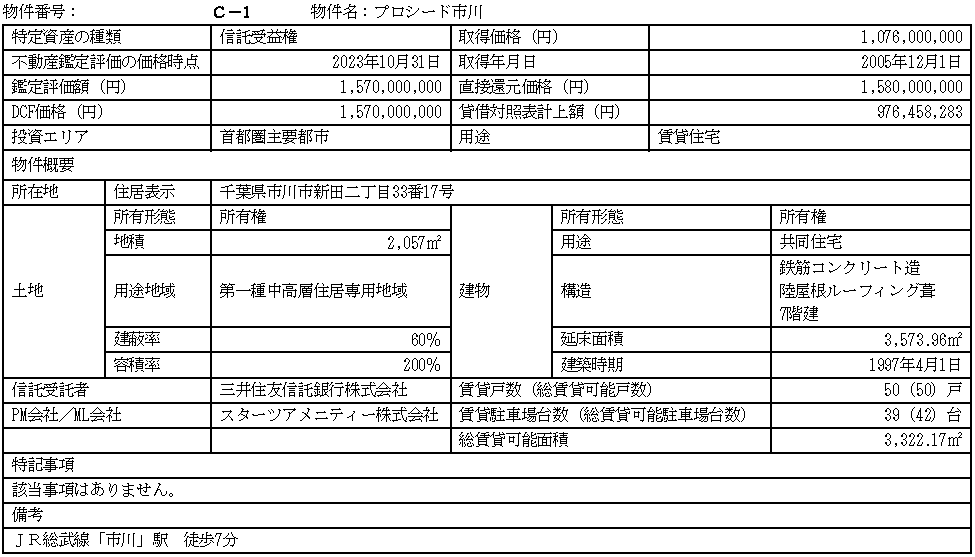 物件番号： Ｃ－1 物件名：プロシード市川
特定資産の種類 信託受益権 取得価格（円） 1,076,000,000
不動産鑑定評価の価格時点 2023年10月31日 取得年月日 2005年12月1日
鑑定評価額（円） 1,570,000,000 直接還元価格（円） 1,580,000,000
DCF価格（円） 1,570,000,000 貸借対照表計上額（円） 976,458,283
投資エリア 首都圏主要都市 用途 賃貸住宅
物件概要
所在地 住居表示 千葉県市川市新田二丁目33番17号
土地 所有形態 所有権 建物 所有形態 所有権
地積 2,057㎡ 用途 共同住宅
用途地域 第一種中高層住居専用地域 構造 鉄筋コンクリート造
陸屋根ルーフィング葺
7階建
建蔽率 60% 延床面積 3,573.96㎡
容積率 200% 建築時期 1997年4月1日
信託受託者 三井住友信託銀行株式会社 賃貸戸数（総賃貸可能戸数） 50（50）戸
PM会社／ML会社 スターツアメニティー株式会社 賃貸駐車場台数（総賃貸可能駐車場台数） 39（42）台
総賃貸可能面積 3,322.17㎡
特記事項
該当事項はありません。
備考
ＪＲ総武線「市川」駅　徒歩7分